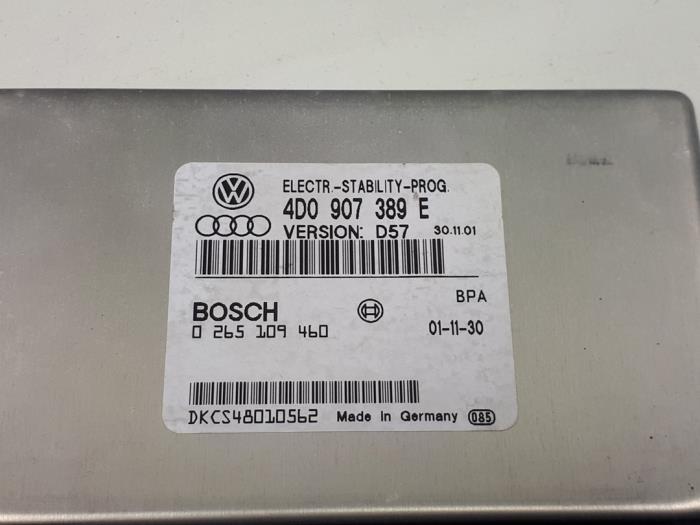 ELECTR.-STABILITY-PROG.
4D0 907 389 E
VERSION: D57 30.11.01
BPA
BOSCH
0 265 109 460 01-11-30
DKCS48010562 Made in Germany 085